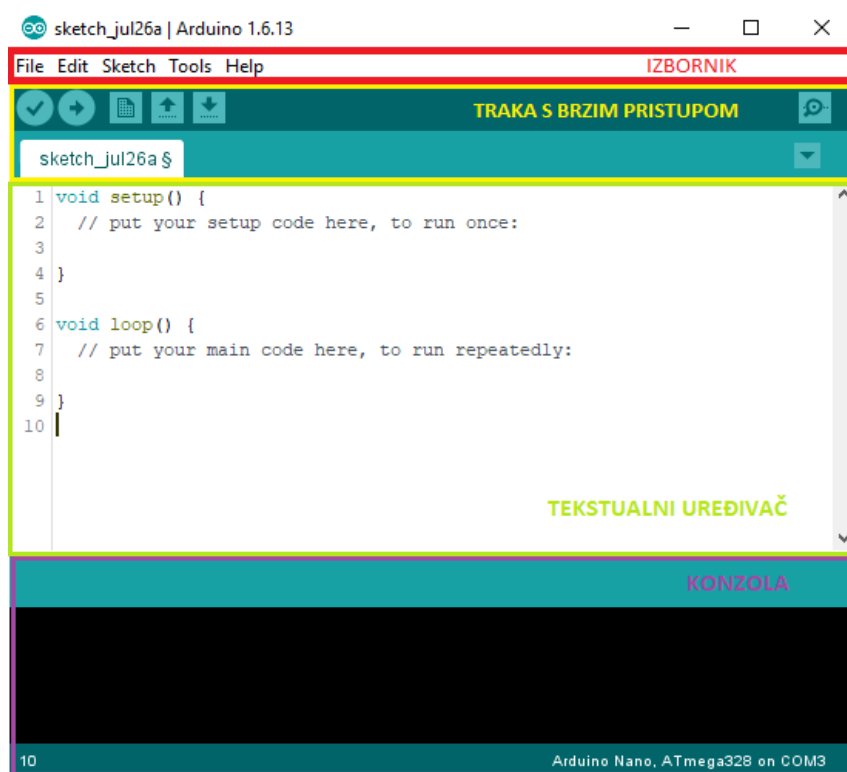 sketch_jul26a | Arduino 1.6.13
File Edit Sketch Tools Help IZBORNIK
TRAKA S BRZIM PRISTUPOM
sketch_jul26a §
1 void setup() {
2 // put your setup code here, to run once:
3
4 }
5
6 void loop() {
7 // put your main code here, to run repeatedly:
8
9 }
10
TEKSTUALNI UREĐIVAČ
KONZOLA
10 Arduino Nano, ATmega328 on COM3